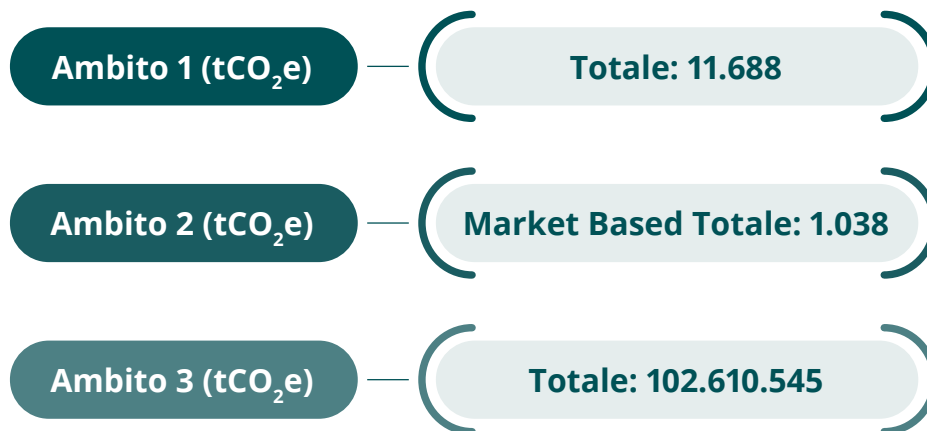 Ambito 1 (tCO₂e)
Totale: 11.688
Ambito 2 (tCO₂e)
Market Based Totale: 1.038
Ambito 3 (tCO₂e)
Totale: 102.610.545